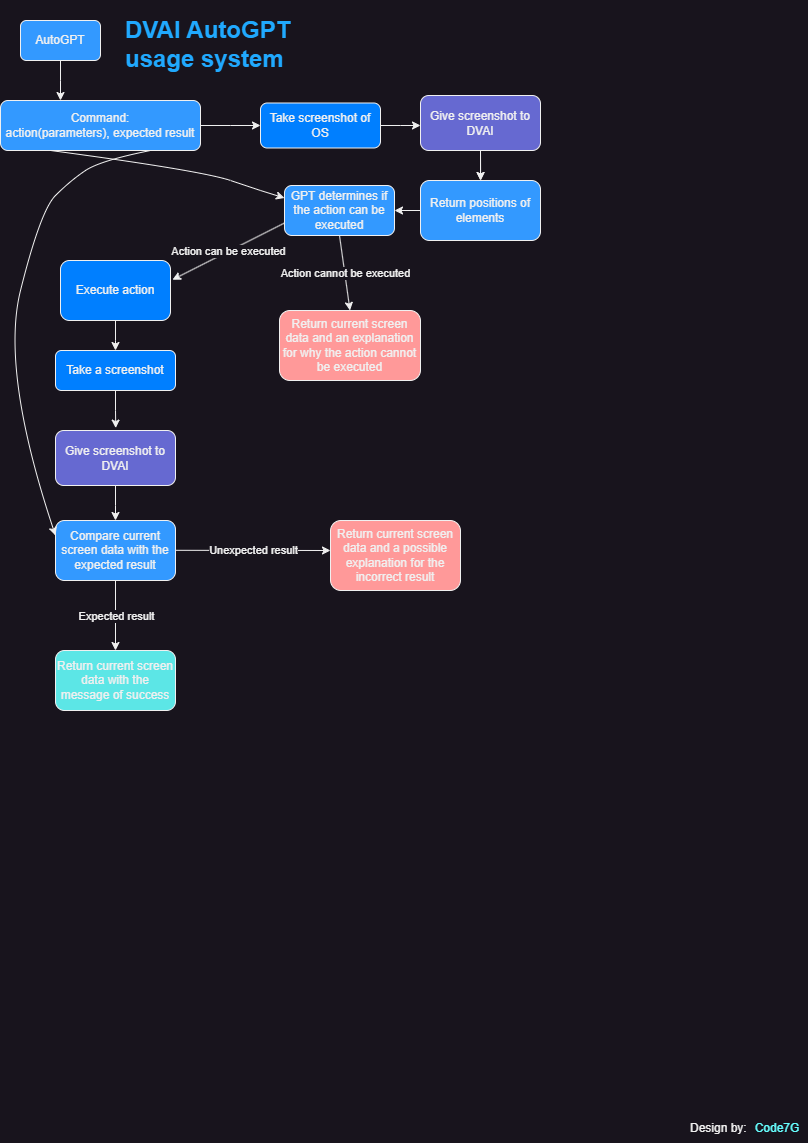 AutoGPT
DVAI AutoGPT
usage system
Command:
action(parameters), expected result
Take screenshot of
OS
Give screenshot to
DVAI
GPT determines if
the action can be
executed
Return positions of
elements
Action can be executed
Action cannot be executed
Execute action
Return current screen
data and an explanation
for why the action cannot
be executed
Take a screenshot
Give screenshot to
DVAI
Compare current
screen data with the
expected result
Unexpected result
Return current screen
data and a possible
explanation for the
incorrect result
Expected result
Return current screen
data with the
message of success
Design by: Code7G